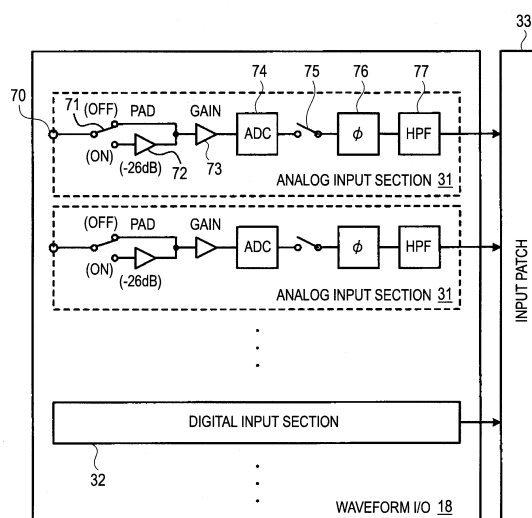 33
74 75 76 77
70 71 (OFF) PAD GAIN
ADC ϕ HPF
(ON) 72 73
(-26dB)
ANALOG INPUT SECTION 31
(OFF) PAD GAIN
ADC ϕ HPF
(ON)
(-26dB)
ANALOG INPUT SECTION 31
INPUT PATCH
DIGITAL INPUT SECTION
32
WAVEFORM I/O 18